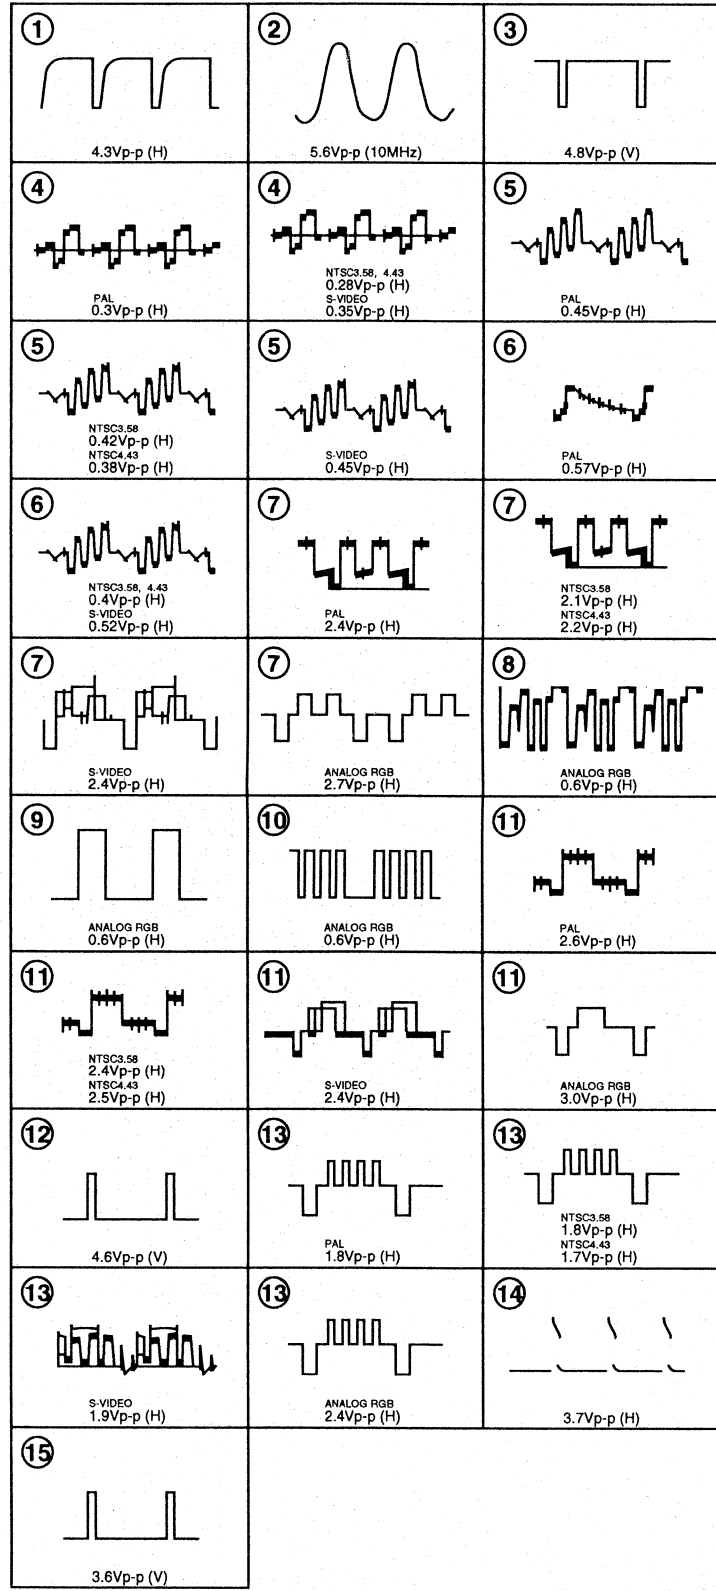 1
4.3Vp-p (H)
2
5.6Vp-p (10MHz)
3
4.8Vp-p (V)
4
PAL
0.3Vp-p (H)
4
NTSC3.58, 4.43
0.28Vp-p (H)
S-VIDEO
0.35Vp-p (H)
5
PAL
0.45Vp-p (H)
5
NTSC3.58
0.42Vp-p (H)
NTSC4.43
0.38Vp-p (H)
5
S-VIDEO
0.45Vp-p (H)
6
PAL
0.57Vp-p (H)
6
NTSC3.58, 4.43
0.4Vp-p (H)
S-VIDEO
0.52Vp-p (H)
7
PAL
2.4Vp-p (H)
7
NTSC3.58
2.1Vp-p (H)
NTSC4.43
2.2Vp-p (H)
7
S-VIDEO
2.4Vp-p (H)
7
ANALOG RGB
2.7Vp-p (H)
8
ANALOG RGB
0.6Vp-p (H)
9
ANALOG RGB
0.6Vp-p (H)
10
ANALOG RGB
0.6Vp-p (H)
11
PAL
2.6Vp-p (H)
11
NTSC3.58
2.4Vp-p (H)
NTSC4.43
2.5Vp-p (H)
11
S-VIDEO
2.4Vp-p (H)
11
ANALOG RGB
3.0Vp-p (H)
12
4.6Vp-p (V)
13
PAL
1.8Vp-p (H)
13
NTSC3.58
1.8Vp-p (H)
NTSC4.43
1.7Vp-p (H)
13
S-VIDEO
1.9Vp-p (H)
13
ANALOG RGB
2.4Vp-p (H)
14
3.7Vp-p (H)
15
3.6Vp-p (V)